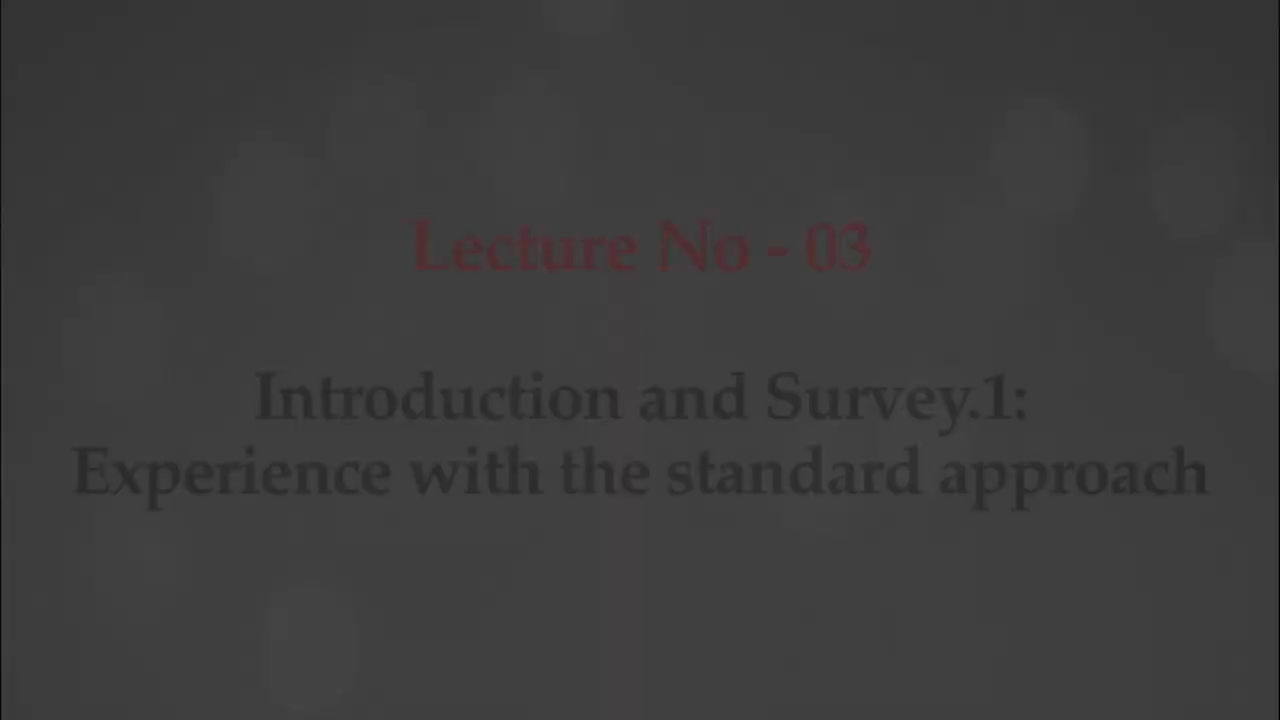 Lecture No - 03
Introduction and Survey.1:
Experience with the standard approach